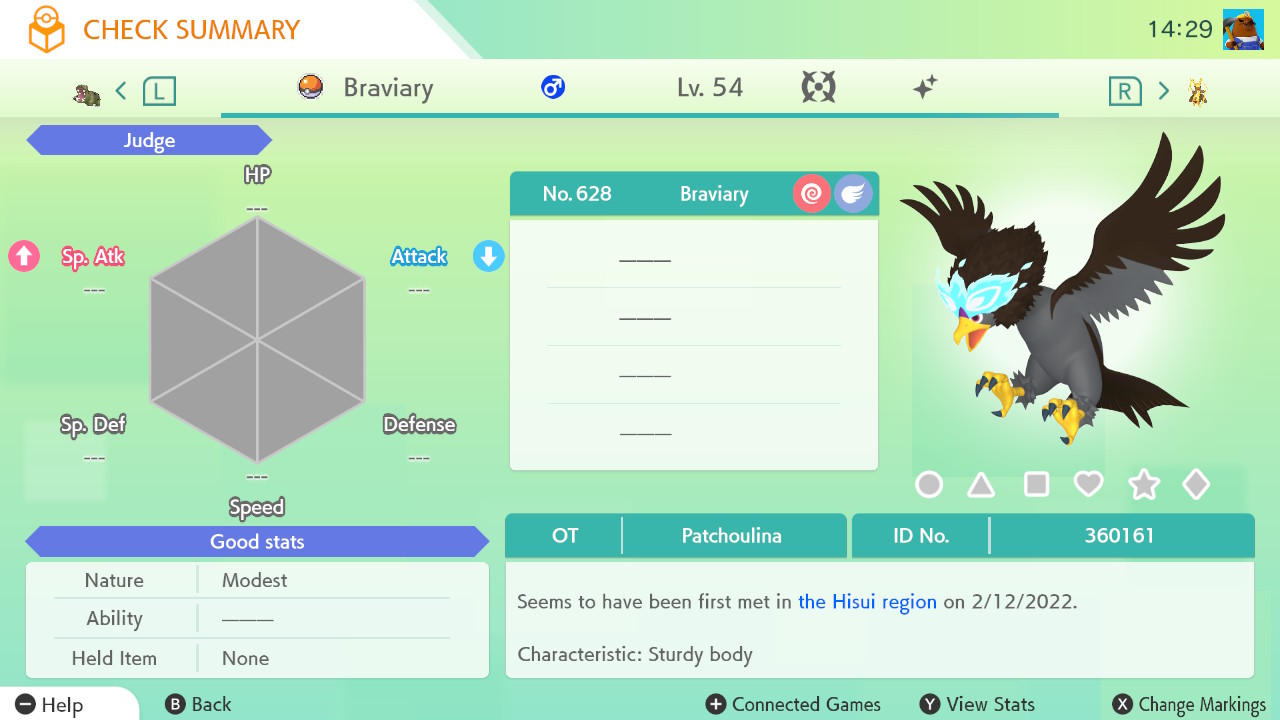 CHECK SUMMARY
14:29
L
Braviary
Lv. 54
R
Judge
HP
---
Sp. Atk
---
Attack
---
Sp. Def
---
Defense
---
---
Speed
No. 628 Braviary
———
———
———
———
Good stats
Nature Modest
Ability ———
Held Item None
OT Patchoulina ID No. 360161
Seems to have been first met in the Hisui region on 2/12/2022.
Characteristic: Sturdy body
Help
B Back
Connected Games
Y View Stats
X Change Markings